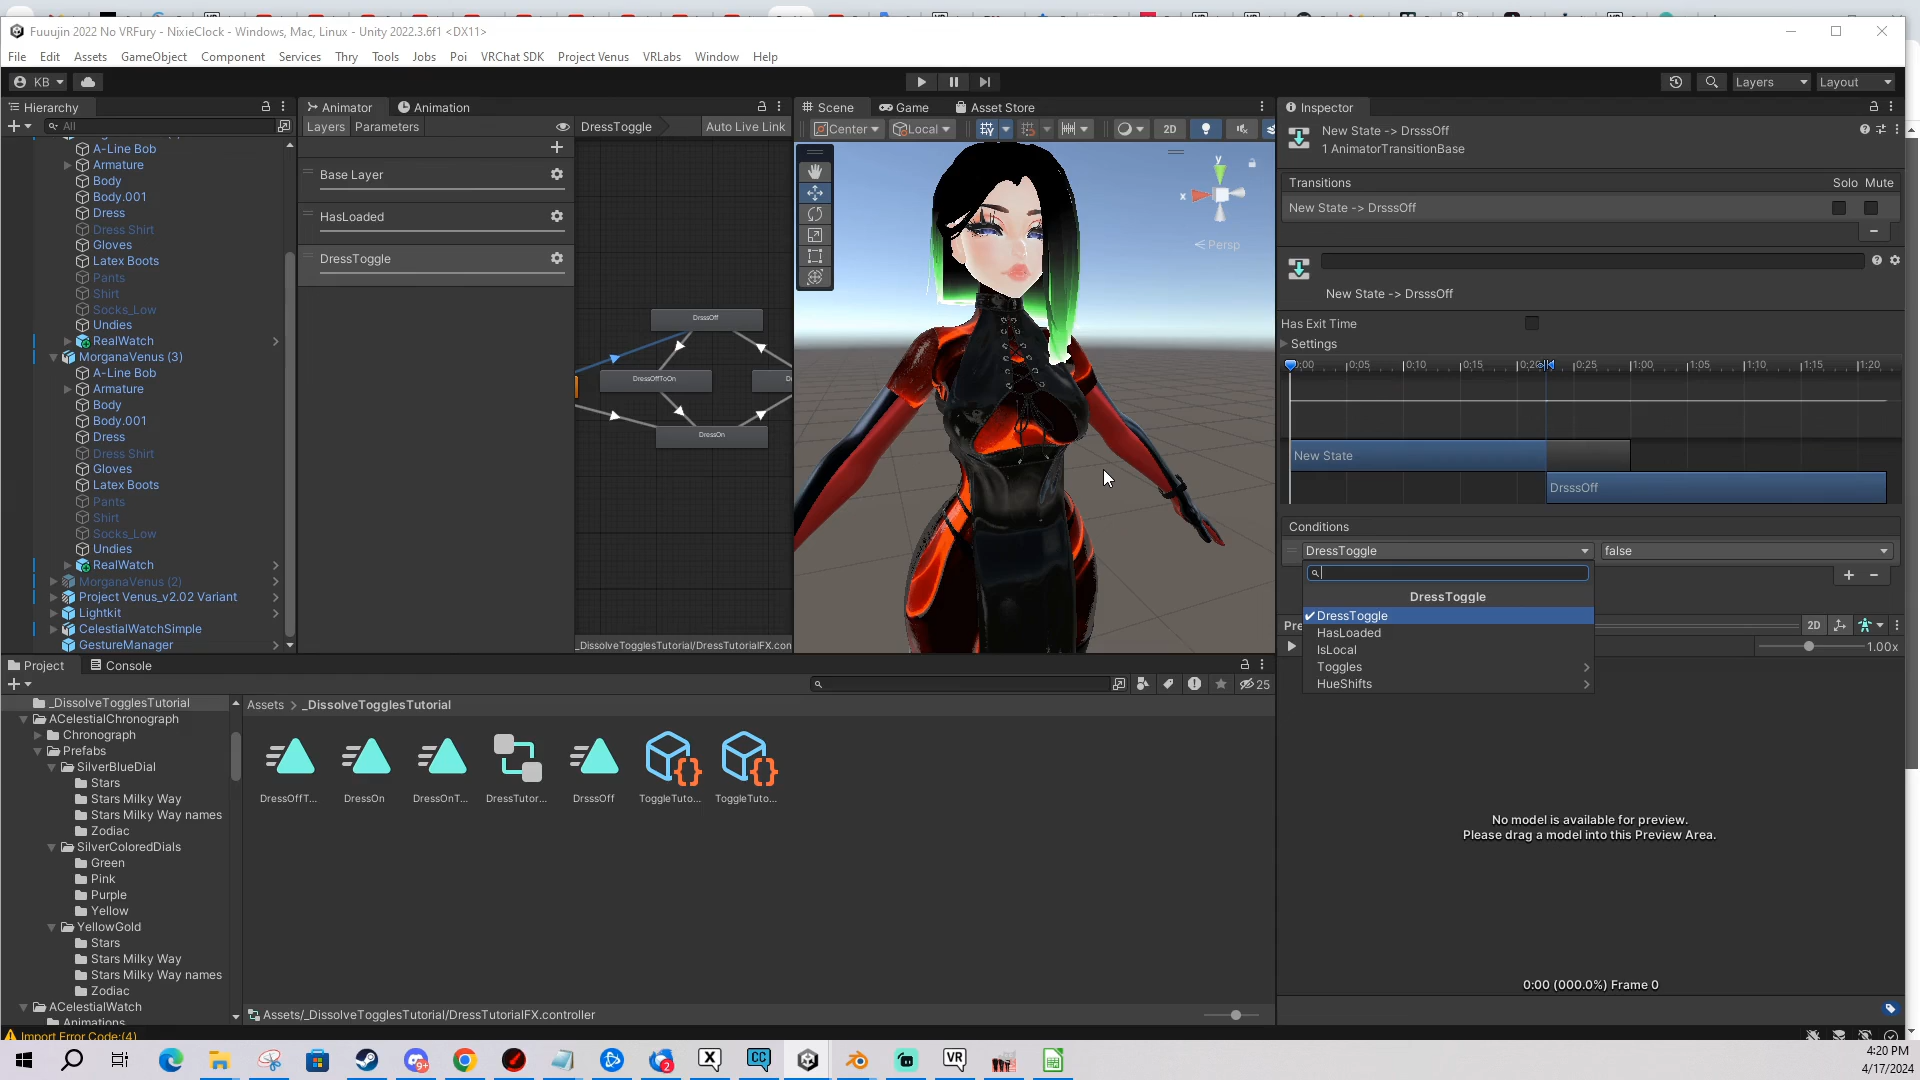 Fuuujin 2022 No VRFury - NixieClock - Windows, Mac, Linux - Unity 2022.3.6f1 <DX11>
File Edit Assets GameObject Component Services Thry Tools Jobs Poi VRChat SDK Project Venus VRLabs Window Help
KB
Layers Layout
Hierarchy
All
A-Line Bob
Armature
Body
Body.001
Dress
Dress Shirt
Gloves
Latex Boots
Pants
Shirt
Socks_Low
Undies
RealWatch
MorganaVenus (3)
A-Line Bob
Armature
Body
Body.001
Dress
Dress Shirt
Gloves
Latex Boots
Pants
Shirt
Socks_Low
Undies
RealWatch
MorganaVenus (2)
Project Venus_v2.02 Variant
Lightkit
CelestialWatchSimple
GestureManager
Animator Animation
Layers Parameters DressToggle Auto Live Link
Base Layer
HasLoaded
DressToggle
DrsssOff
DressOffToOn
DressOn
_DissolveTogglesTutorial/DressTutorialFX.con
Scene Game Asset Store
Center Local 2D
y
x
Persp
Inspector
New State -> DrsssOff
1 AnimatorTransitionBase
Transitions Solo Mute
New State -> DrsssOff
New State -> DrsssOff
Has Exit Time
Settings
0:00 0:05 0:10 0:15 0:20 0:25 1:00 1:05 1:10 1:15 1:20
New State
DrsssOff
Conditions
DressToggle false
DressToggle
DressToggle
HasLoaded
IsLocal
Toggles
HueShifts
Pre
2D
1.00x
No model is available for preview.
Please drag a model into this Preview Area.
0:00 (000.0%) Frame 0
Project Console
25
_DissolveTogglesTutorial
ACelestialChronograph
Chronograph
Prefabs
SilverBlueDial
Stars
Stars Milky Way
Stars Milky Way names
Zodiac
SilverColoredDials
Green
Pink
Purple
Yellow
YellowGold
Stars
Stars Milky Way
Stars Milky Way names
Zodiac
ACelestialWatch
Animations
Assets > _DissolveTogglesTutorial
DressOffT... DressOn DressOnT... DressTutor... DrsssOff ToggleTuto... ToggleTuto...
Assets/_DissolveTogglesTutorial/DressTutorialFX.controller
Import Error Code:(4)
4:20 PM
4/17/2024